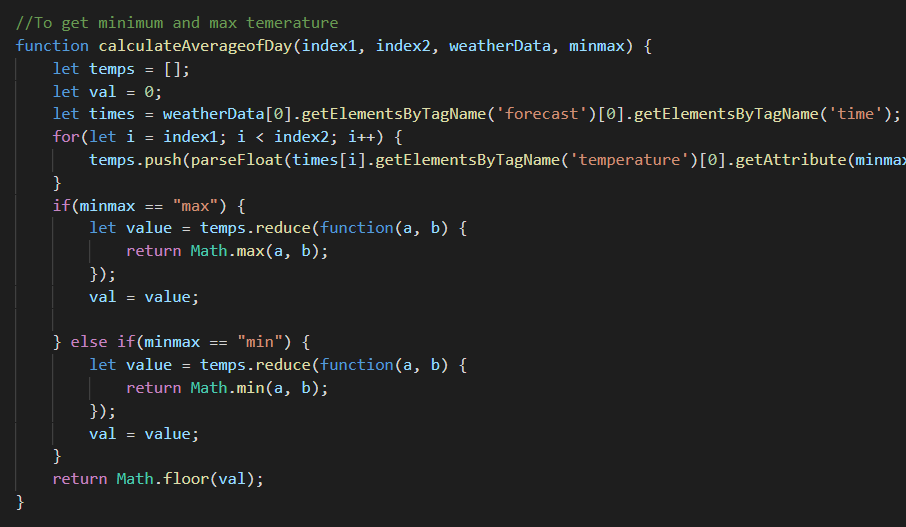 //To get minimum and max temerature
function calculateAverageofDay(index1, index2, weatherData, minmax) {
let temps = [];
let val = 0;
let times = weatherData[0].getElementsByTagName('forecast')[0].getElementsByTagName('time');
for(let i = index1; i < index2; i++) {
temps.push(parseFloat(times[i].getElementsByTagName('temperature')[0].getAttribute(minmax
}
if(minmax == "max") {
let value = temps.reduce(function(a, b) {
return Math.max(a, b);
});
val = value;
} else if(minmax == "min") {
let value = temps.reduce(function(a, b) {
return Math.min(a, b);
});
val = value;
}
return Math.floor(val);
}